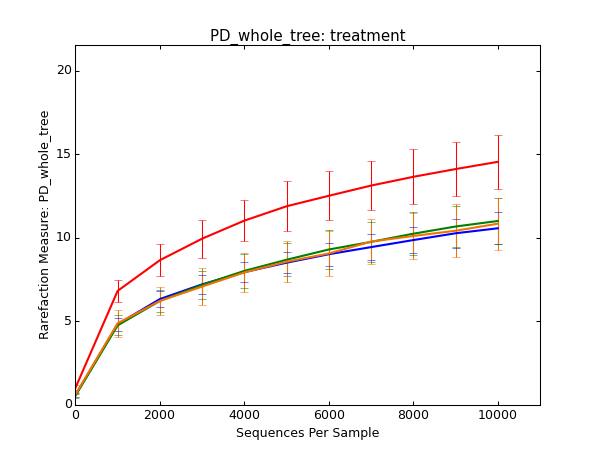 PD_whole_tree: treatment
Rarefaction Measure: PD_whole_tree
20
15
10
5
0
0 2000 4000 6000 8000 10000
Sequences Per Sample